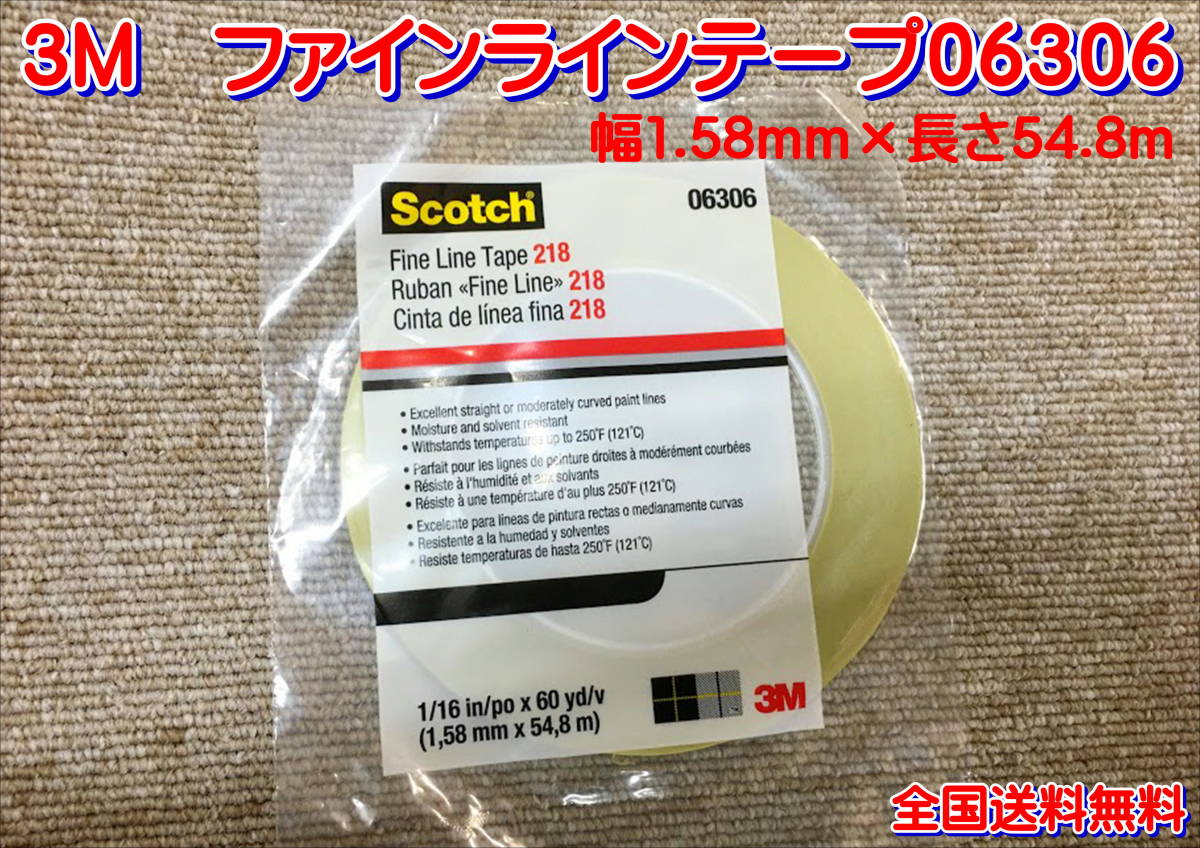 3M　ファインラインテープ06306
幅1.58mm×長さ54.8m
Scotch®
06306
Fine Line Tape 218
Ruban «Fine Line» 218
Cinta de línea fina 218
• Excellent straight or moderately curved paint lines
• Moisture and solvent resistant
• Withstands temperatures up to 250°F (121°C)
• Parfait pour les lignes de peinture droites à modérément courbées
• Résiste à l'humidité et aux solvants
• Résiste à une température d'au plus 250°F (121°C)
• Excelente para líneas de pintura rectas o medianamente curvas
• Resistente a la humedad y solventes
• Resiste temperaturas de hasta 250°F (121°C)
1/16 in/po x 60 yd/v
(1,58 mm x 54,8 m)
3M
全国送料無料